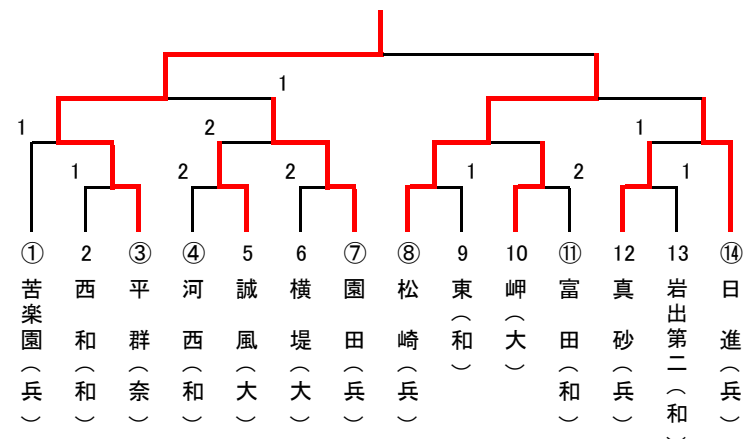 1
1
2
1
1
2
2
1
2
1
① 2 ③ ④ 5 6 ⑦ ⑧ 9 10 ⑪ 12 13 ⑭
苦楽園（兵）
西和（和）
平群（奈）
河西（和）
誠風（大）
横堤（大）
園田（兵）
松崎（兵）
東（和）
岬（大）
富田（和）
真砂（兵）
岩出第二（和）
日進（兵）